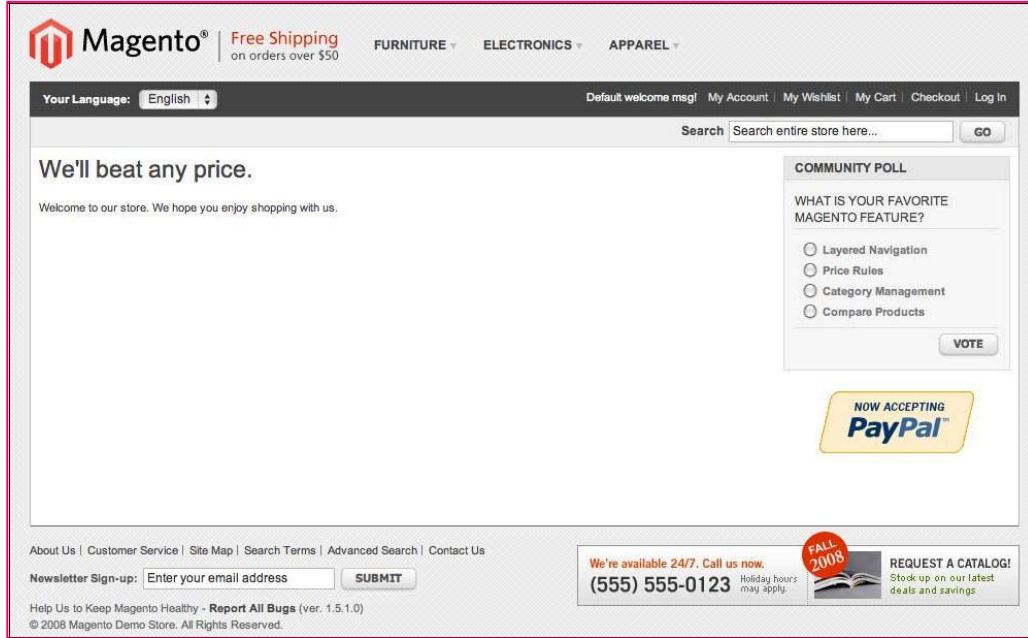 Magento®
Free Shipping
on orders over $50
FURNITURE
ELECTRONICS
APPAREL
Your Language: English
Default welcome msg! My Account | My Wishlist | My Cart | Checkout | Log In
Search Search entire store here... GO
We'll beat any price.
Welcome to our store. We hope you enjoy shopping with us.
COMMUNITY POLL
WHAT IS YOUR FAVORITE
MAGENTO FEATURE?
Layered Navigation
Price Rules
Category Management
Compare Products
VOTE
NOW ACCEPTING
PayPal™
About Us | Customer Service | Site Map | Search Terms | Advanced Search | Contact Us
Newsletter Sign-up: Enter your email address SUBMIT
Help Us to Keep Magento Healthy - Report All Bugs (ver. 1.5.1.0)
© 2008 Magento Demo Store. All Rights Reserved.
We're available 24/7. Call us now.
(555) 555-0123 Holiday hours
may apply.
FALL
2008
REQUEST A CATALOG!
Stock up on our latest
deals and savings